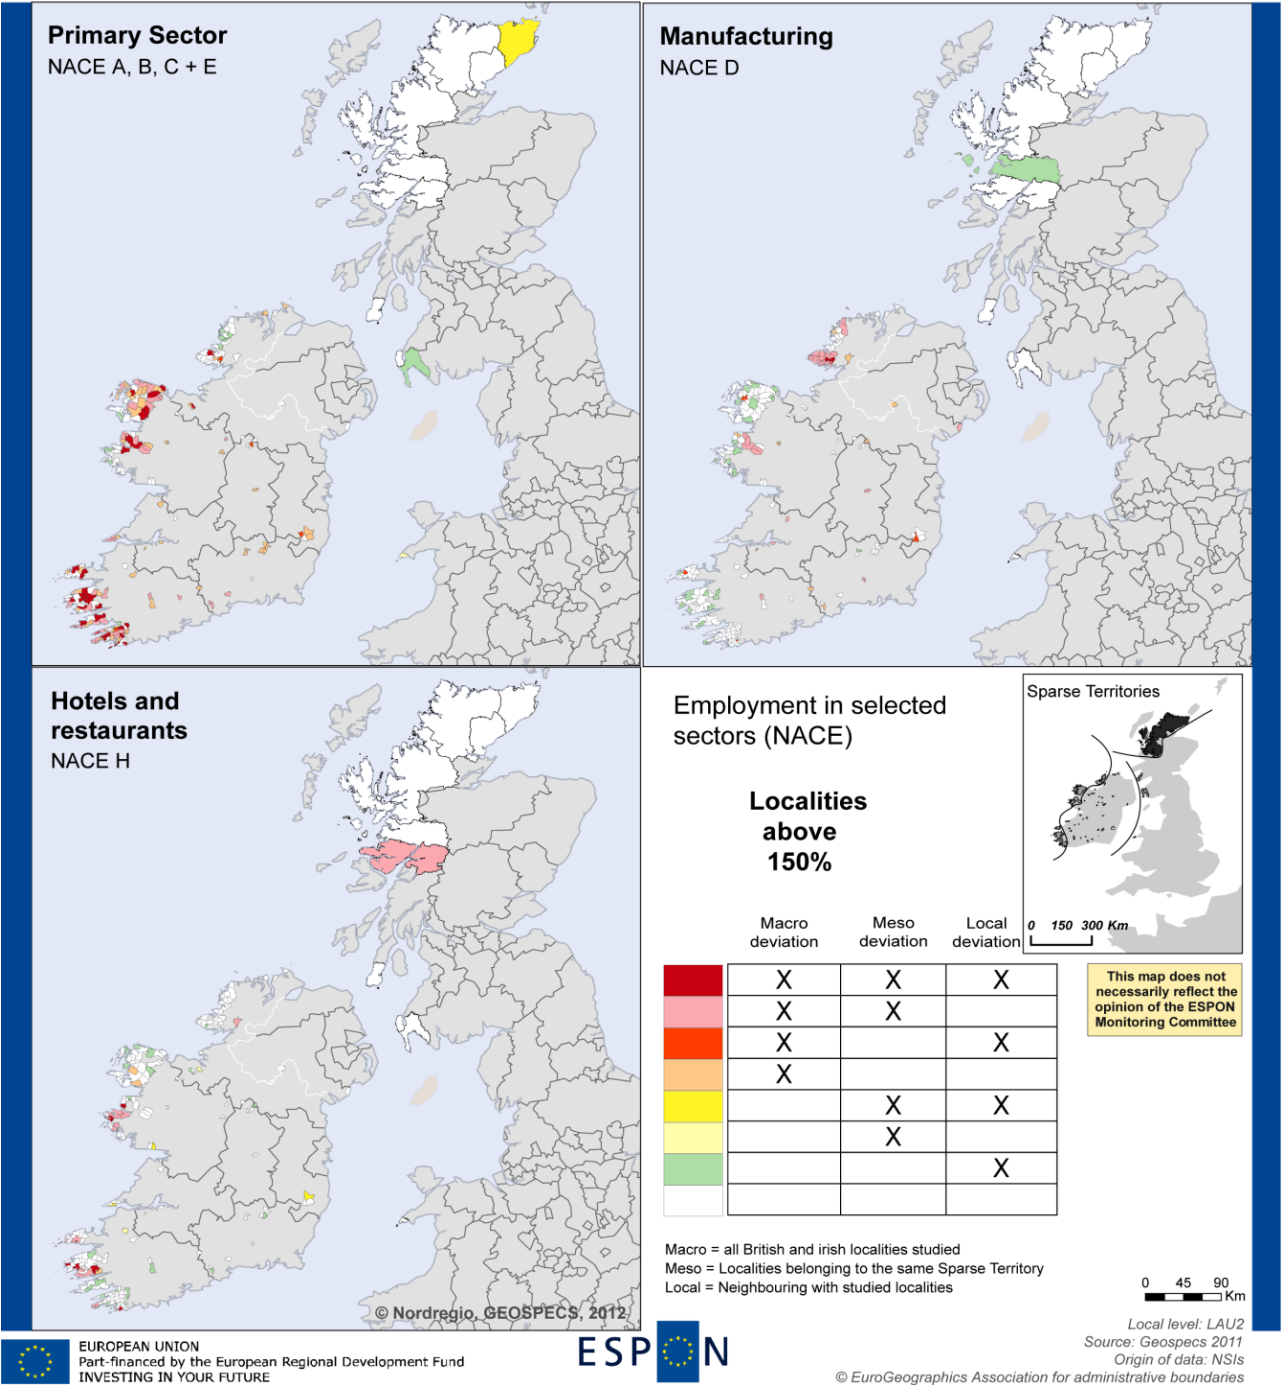 Primary Sector
NACE A, B, C + E
Manufacturing
NACE D
Hotels and
restaurants
NACE H
© Nordregio, GEOSPECS, 2012
Employment in selected
sectors (NACE)
Localities
above
150%
Sparse Territories
0 150 300 Km
Macro deviation
Meso deviation
Local deviation
X X X
X X
X X
X
X X
X
X
This map does not
necessarily reflect the
opinion of the ESPON
Monitoring Committee
Macro = all British and irish localities studied
Meso = Localities belonging to the same Sparse Territory
Local = Neighbouring with studied localities
0 45 90
Km
EUROPEAN UNION
Part-financed by the European Regional Development Fund
INVESTING IN YOUR FUTURE
ESPON
Local level: LAU2
Source: Geospecs 2011
Origin of data: NSIs
© EuroGeographics Association for administrative boundaries